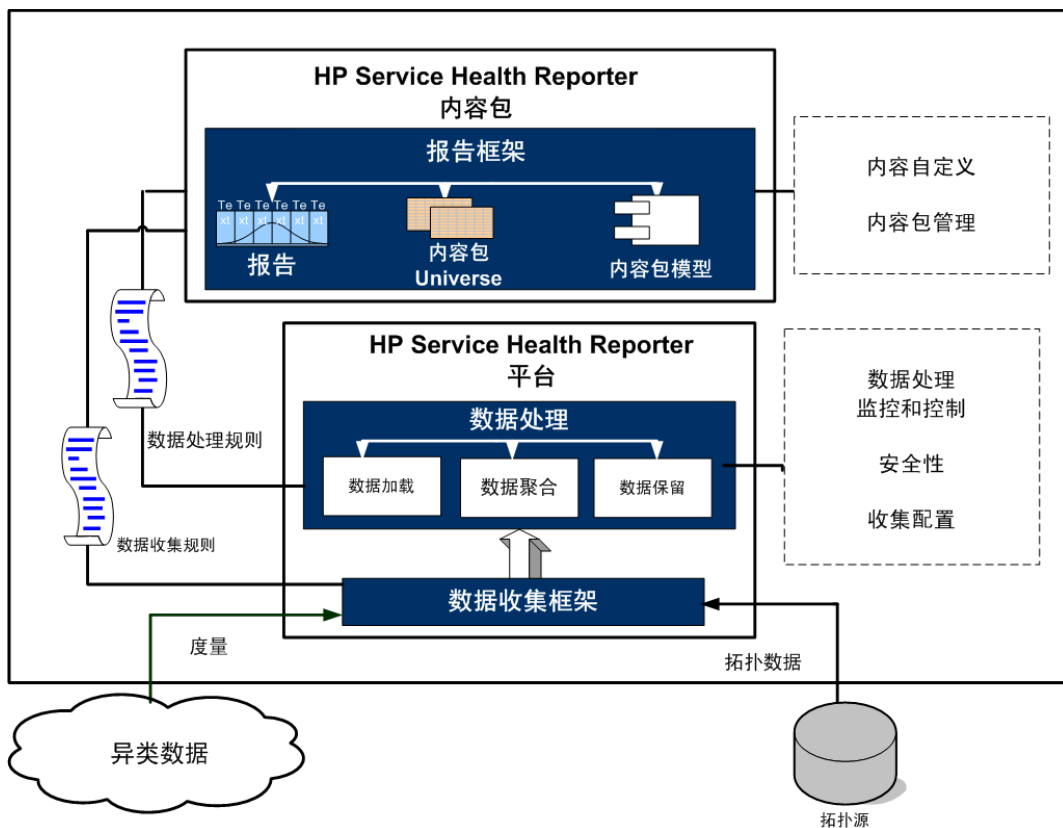 HP Service Health Reporter
内容包
报告框架
Te Te Te Te Te Te
xt xt xt xt xt xt
报告
内容包
Universe
内容包模型
内容自定义
内容包管理
HP Service Health Reporter
平台
数据处理
数据加载
数据聚合
数据保留
数据处理
监控和控制
安全性
收集配置
数据处理规则
数据收集规则
数据收集框架
度量
拓扑数据
异类数据
拓扑源